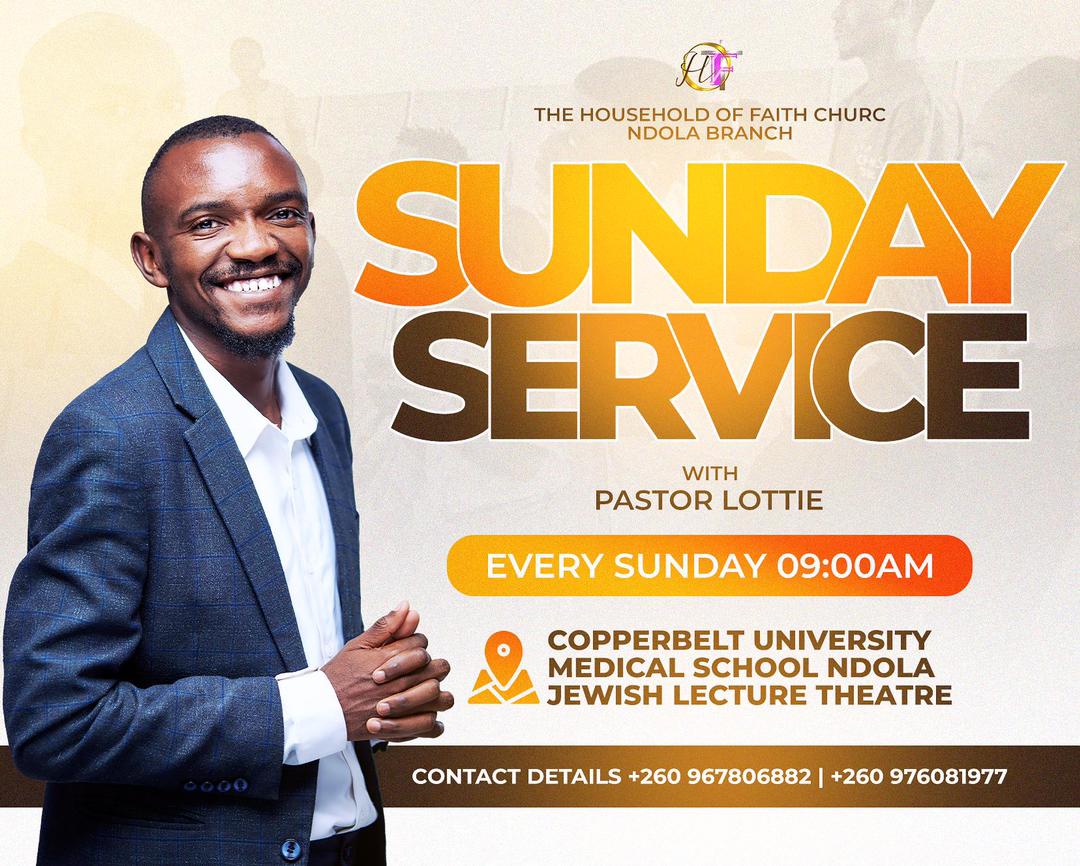 HOF
THE HOUSEHOLD OF FAITH CHURC
NDOLA BRANCH
SUNDAY
SERVICE
WITH
PASTOR LOTTIE
EVERY SUNDAY 09:00AM
COPPERBELT UNIVERSITY
MEDICAL SCHOOL NDOLA
JEWISH LECTURE THEATRE
CONTACT DETAILS +260 967806882 | +260 976081977